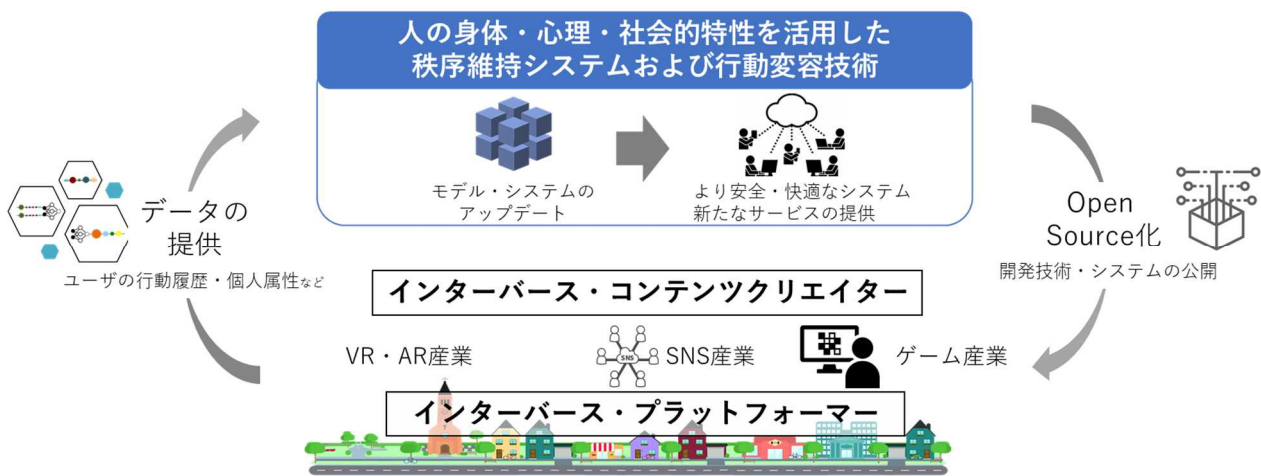 人の身体・心理・社会的特性を活用した
秩序維持システムおよび行動変容技術
モデル・システムの
アップデート
より安全・快適なシステム
新たなサービスの提供
データの
提供
ユーザの行動履歴・個人属性など
Open
Source化
開発技術・システムの公開
インターバース・コンテンツクリエイター
VR・AR産業
SNS
SNS産業
ゲーム産業
インターバース・プラットフォーマー